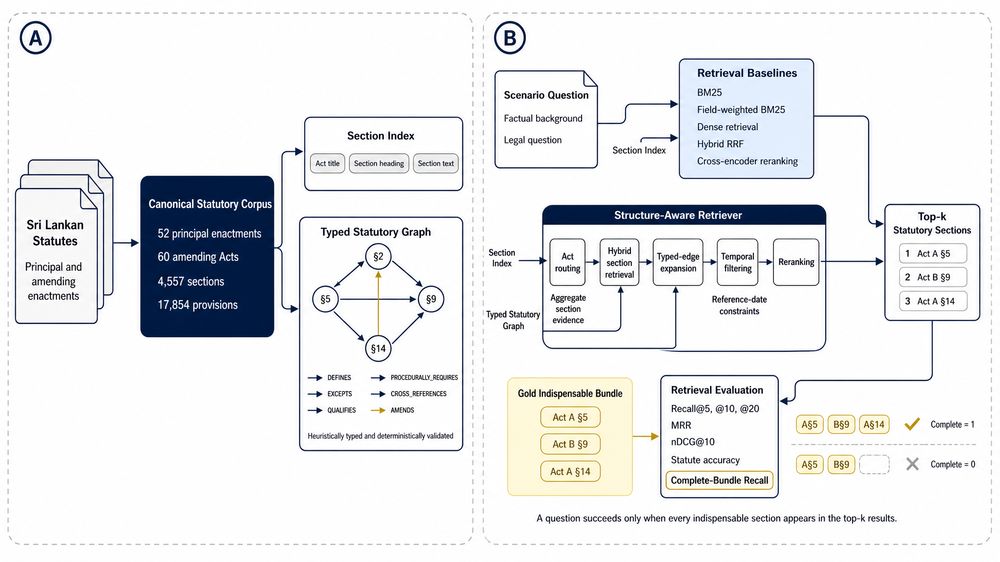 A
Sri Lankan
Statutes
Principal and
amending
enactments
Canonical Statutory Corpus
52 principal enactments
60 amending Acts
4,557 sections
17,854 provisions
Section Index
Act title
Section heading
Section text
Typed Statutory Graph
§2
§5
§9
§14
DEFINES
PROCEDURALLY_REQUIRES
EXCEPTS
CROSS_REFERENCES
QUALIFIES
AMENDS
Heuristically typed and deterministically validated
B
Scenario Question
Factual background
Legal question
Section Index
Retrieval Baselines
BM25
Field-weighted BM25
Dense retrieval
Hybrid RRF
Cross-encoder reranking
Structure-Aware Retriever
Section
Index
Act
routing
Hybrid
section
retrieval
Typed-edge
expansion
Temporal
filtering
Reranking
Aggregate
section
evidence
Reference-date
constraints
Typed Statutory
Graph
Top-k
Statutory Sections
1 Act A §5
2 Act B §9
3 Act A §14
Gold Indispensable Bundle
Act A §5
Act B §9
Act A §14
Retrieval Evaluation
Recall@5, @10, @20
MRR
nDCG@10
Statute accuracy
Complete-Bundle Recall
A§5 B§9 A§14 Complete = 1
A§5 B§9 Complete = 0
A question succeeds only when every indispensable section appears in the top-k results.